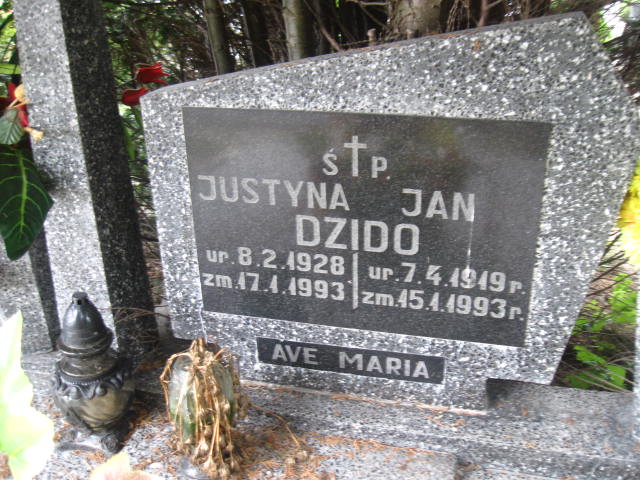 Ś † P.
JUSTYNA JAN
DZIDO
ur. 8.2.1928 ur. 7.4.1919 r.
zm. 17.1.1993 zm. 15.1.1993 r.
AVE MARIA